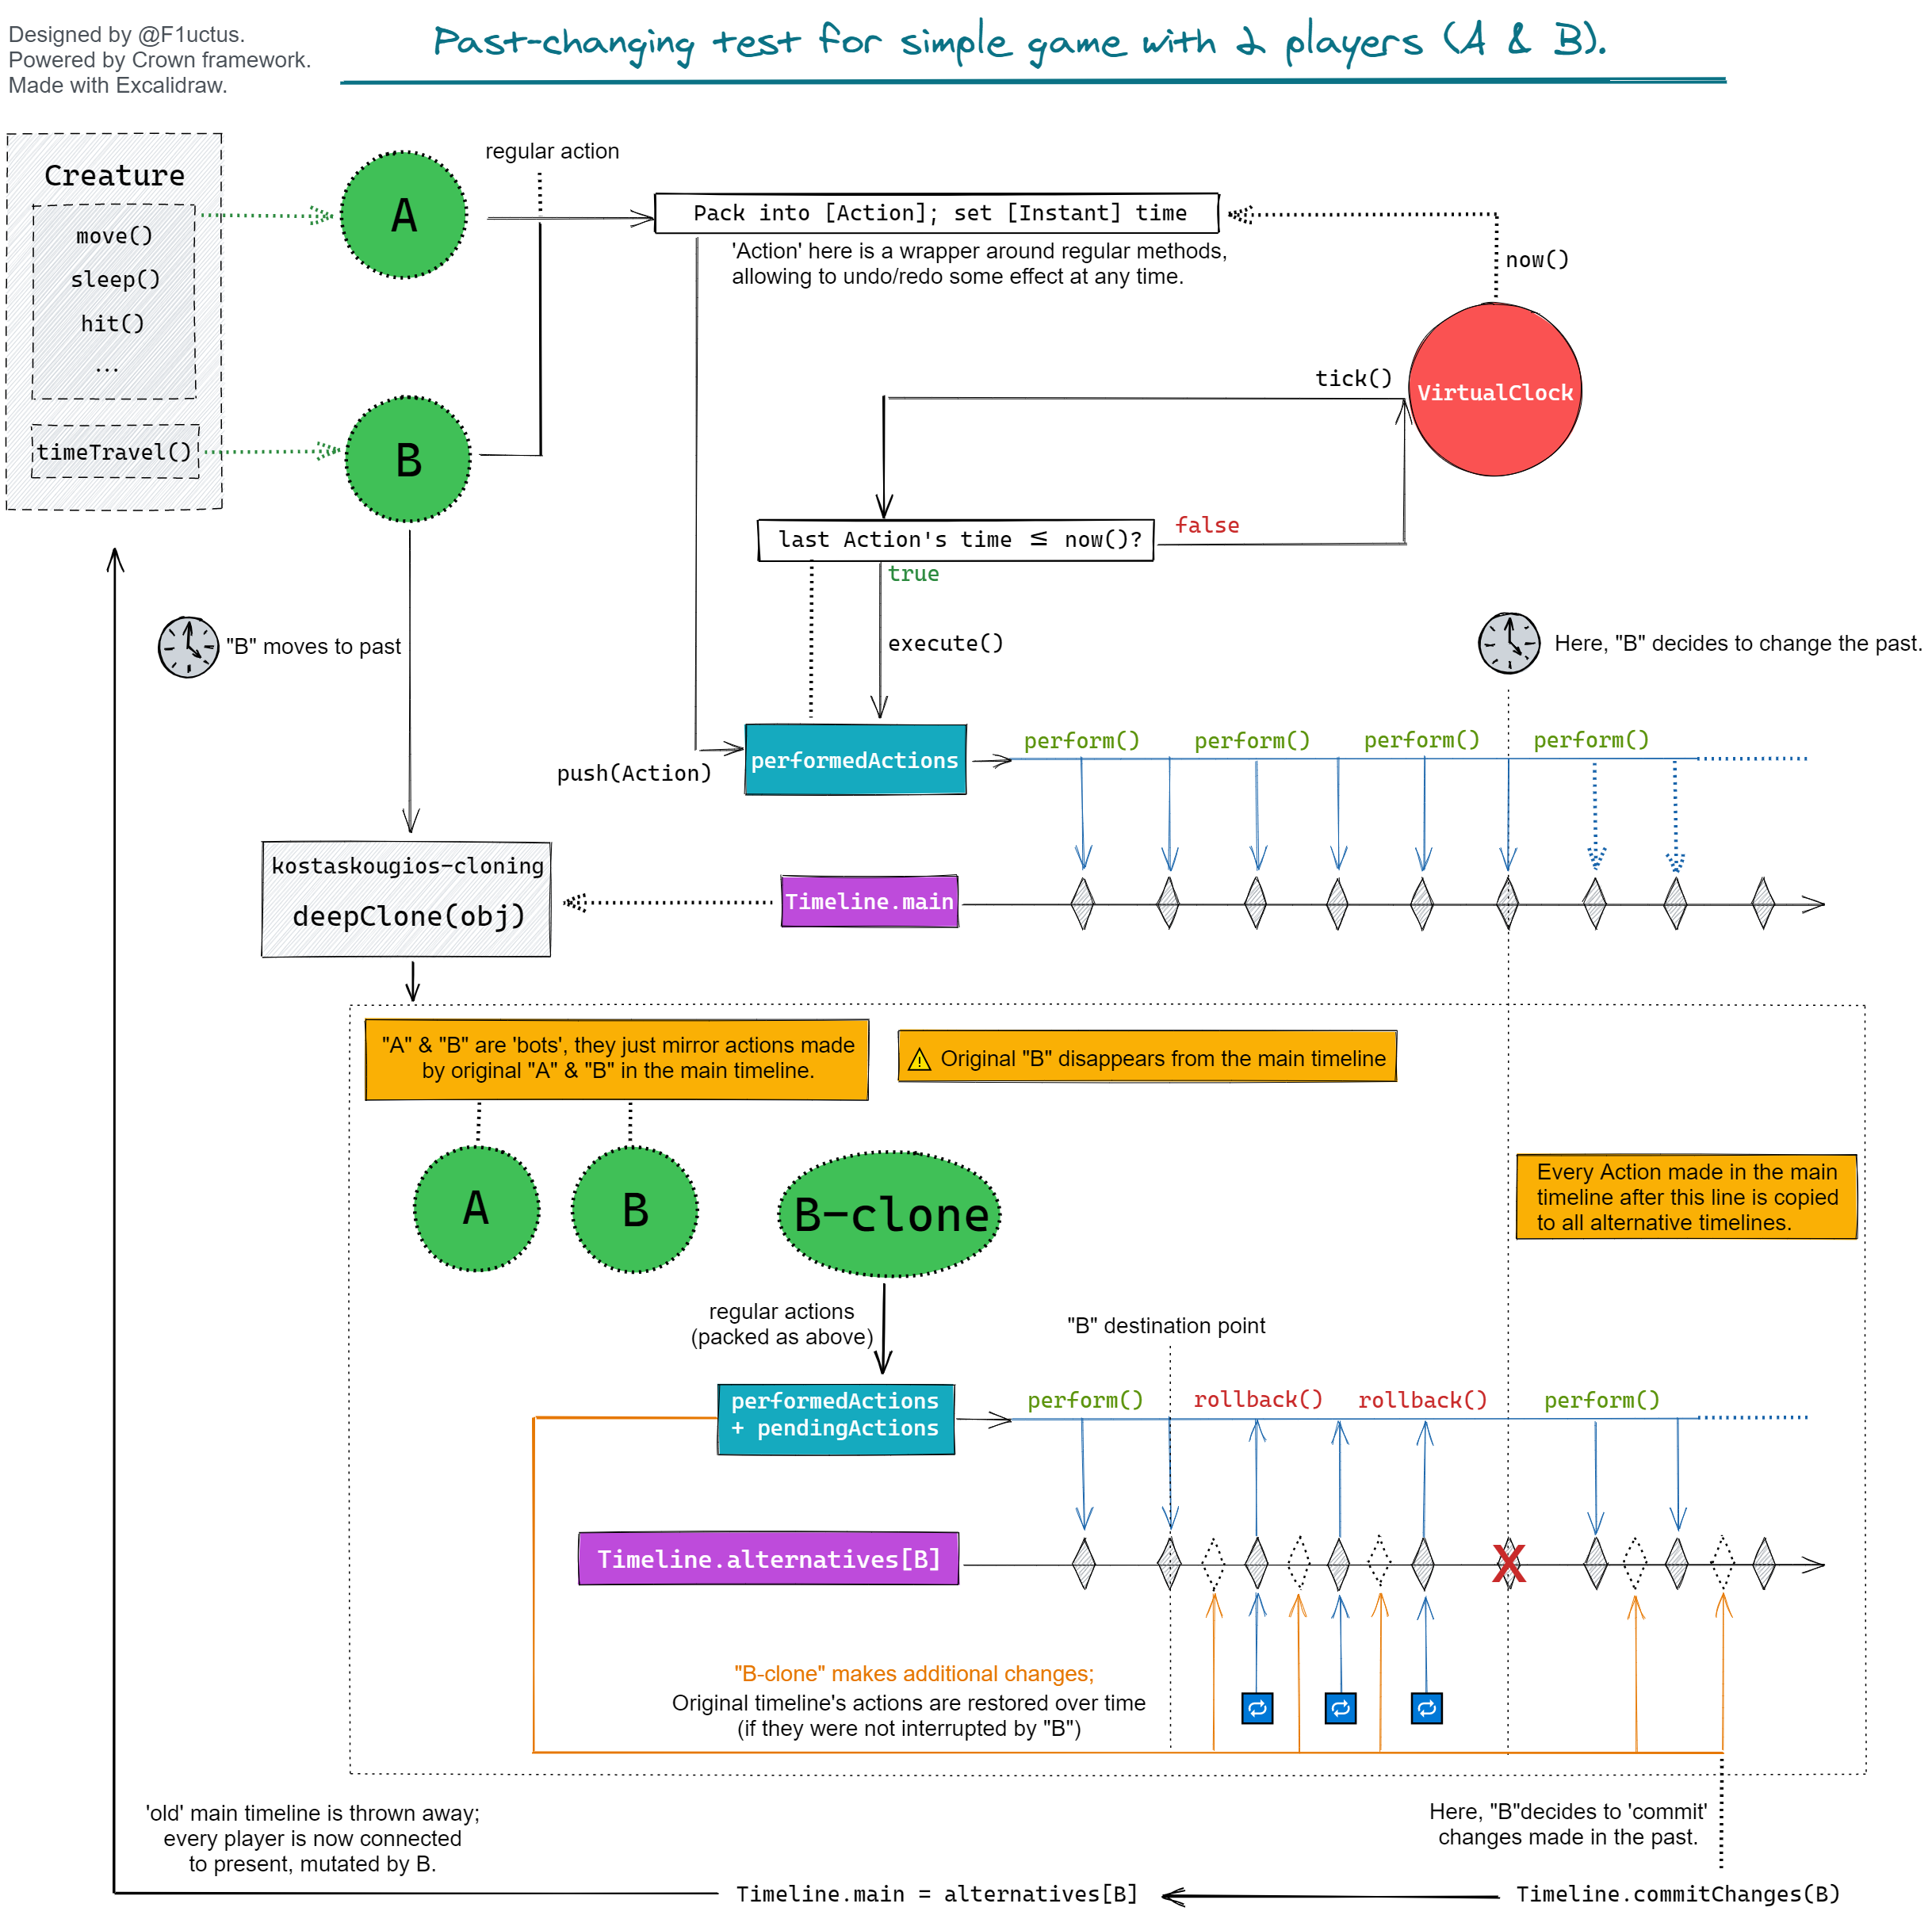 Designed by @F1uctus.
Powered by Crown framework.
Made with Excalidraw.
Past-changing test for simple game with 2 players (A & B).
Creature
move()
sleep()
hit()
...
timeTravel()
A
B
regular action
Pack into [Action]; set [Instant] time
'Action' here is a wrapper around regular methods,
allowing to undo/redo some effect at any time.
now()
VirtualClock
tick()
last Action's time ≤ now()?
false
true
execute()
"B" moves to past
Here, "B" decides to change the past.
push(Action)
performedActions
perform()
perform()
perform()
perform()
kostaskougios-cloning
deepClone(obj)
Timeline.main
"A" & "B" are 'bots', they just mirror actions made
by original "A" & "B" in the main timeline.
⚠ Original "B" disappears from the main timeline
A
B
B-clone
Every Action made in the main
timeline after this line is copied
to all alternative timelines.
regular actions
(packed as above)
"B" destination point
performedActions
+ pendingActions
perform()
rollback()
rollback()
perform()
Timeline.alternatives[B]
X
"B-clone" makes additional changes;
Original timeline's actions are restored over time
(if they were not interrupted by "B")
'old' main timeline is thrown away;
every player is now connected
to present, mutated by B.
Here, "B"decides to 'commit'
changes made in the past.
Timeline.main = alternatives[B]
Timeline.commitChanges(B)